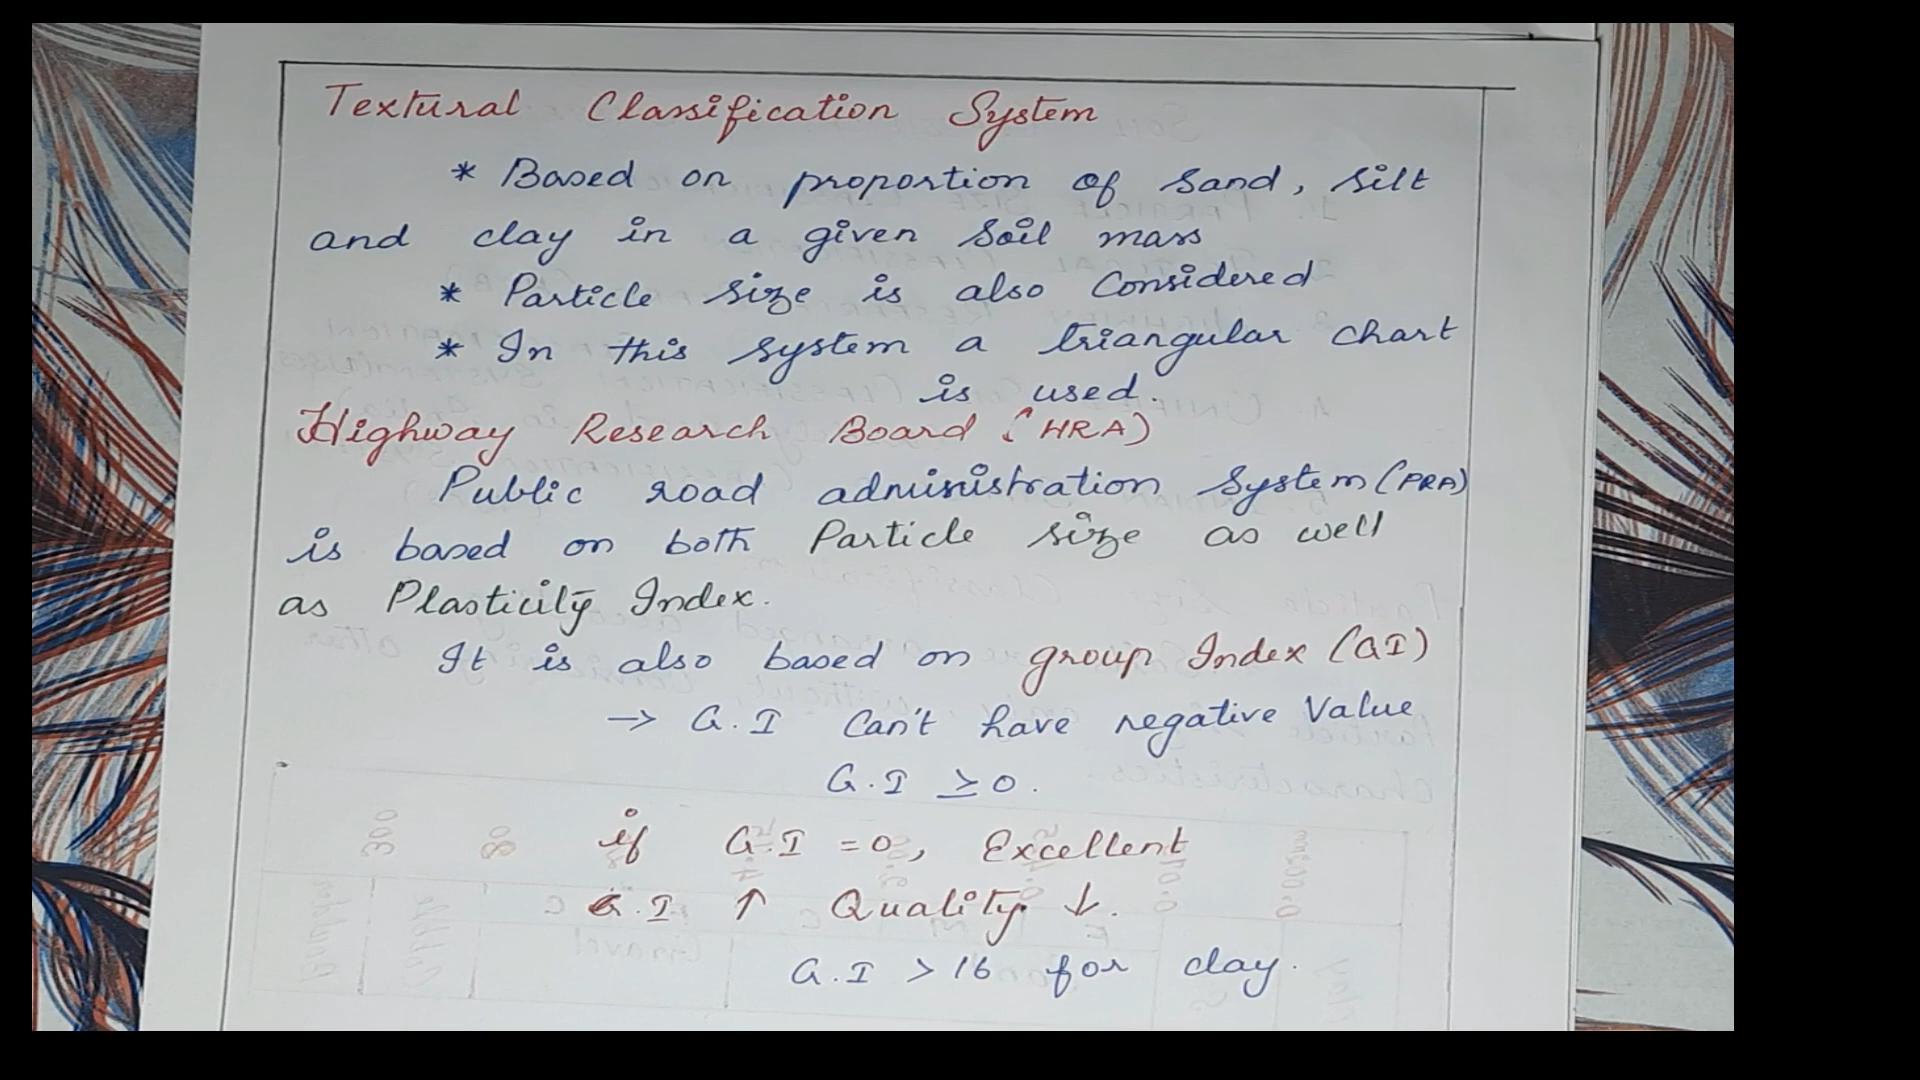 Textural Classification System
* Based on proportion of Sand, Silt
and clay in a given Soil mass
* Particle size is also Considered
* In this system a triangular chart
is used.
Highway Research Board (HRA)
Public road administration System (PRA)
is based on both Particle size as well
as Plasticity Index.
It is also based on group Index (GI)
→ G.I Can't have negative Value
G.I ≥ 0.
if G.I = 0, Excellent
G.I ↑ Quality ↓.
G.I > 16 for clay.